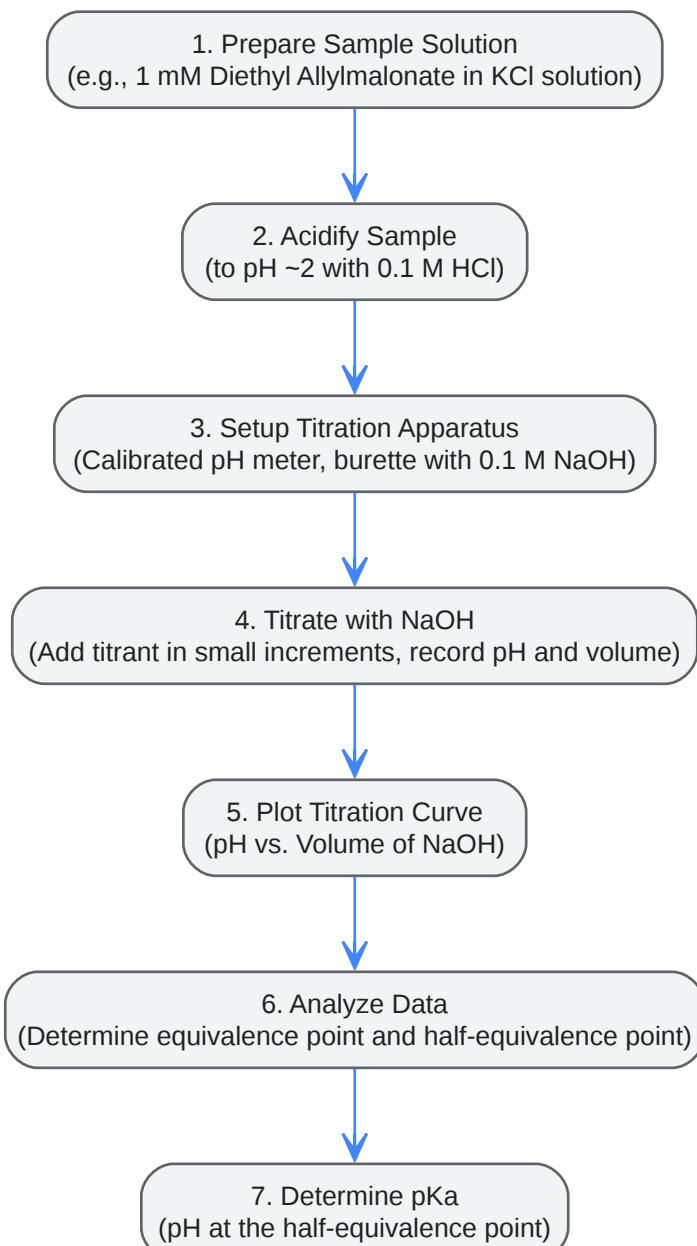 1. Prepare Sample Solution
(e.g., 1 mM Diethyl Allylmalonate in KCl solution)
2. Acidify Sample
(to pH ~2 with 0.1 M HCl)
3. Setup Titration Apparatus
(Calibrated pH meter, burette with 0.1 M NaOH)
4. Titrate with NaOH
(Add titrant in small increments, record pH and volume)
5. Plot Titration Curve
(pH vs. Volume of NaOH)
6. Analyze Data
(Determine equivalence point and half-equivalence point)
7. Determine pKa
(pH at the half-equivalence point)